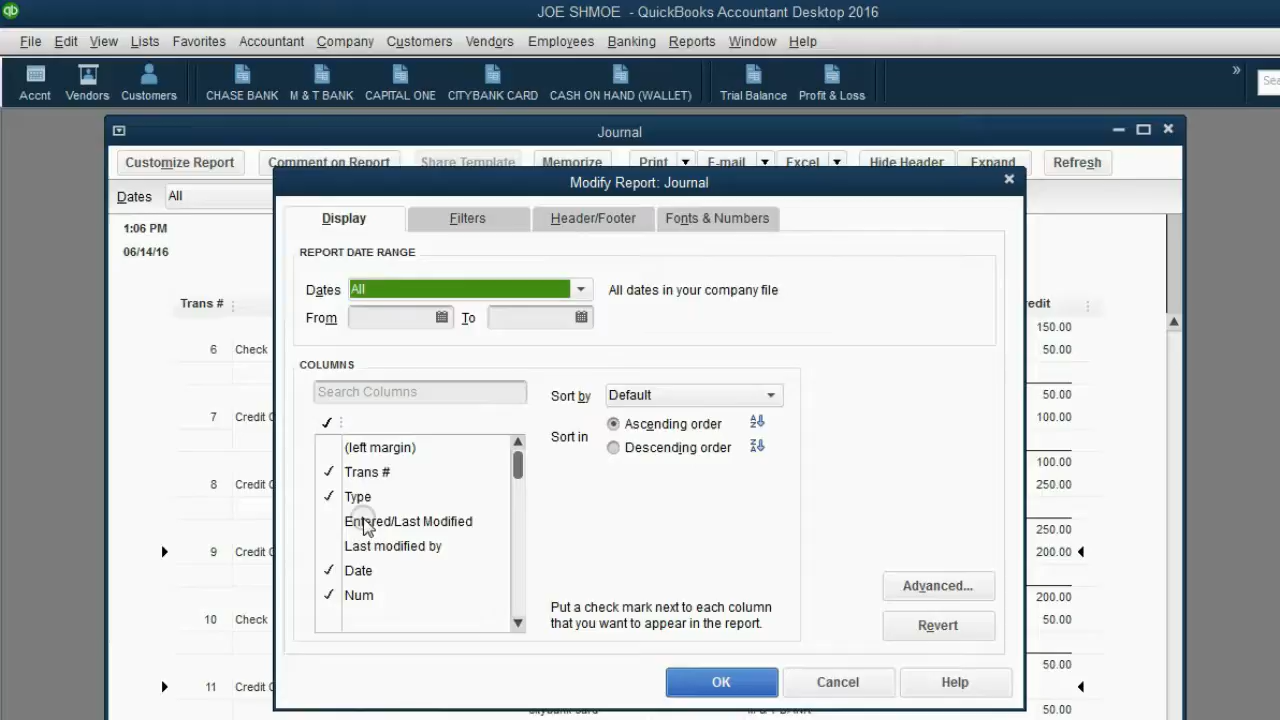 JOE SHMOE - QuickBooks Accountant Desktop 2016
File Edit View Lists Favorites Accountant Company Customers Vendors Employees Banking Reports Window Help
Accnt Vendors Customers CHASE BANK M & T BANK CAPITAL ONE CITYBANK CARD CASH ON HAND (WALLET) Trial Balance Profit & Loss » Sea
Journal
Customize Report Comment on Report Share Template Memorize Print E-mail Excel Hide Header Expand Refresh
Modify Report: Journal
Dates All
Display Filters Header/Footer Fonts & Numbers
1:06 PM
06/14/16
REPORT DATE RANGE
Dates All All dates in your company file
From To
Trans # edit
COLUMNS
150.00
6 Check 50.00
Search Columns
Sort by Default
50.00
7 Credit C 100.00
Sort in
Ascending order
Descending order
(left margin)
Trans #
Type
Entered/Last Modified
Last modified by
Date
Num
100.00
8 Credit C 250.00
250.00
9 Credit C 200.00
200.00
10 Check 50.00
50.00
11 Credit C 50.00
Put a check mark next to each column
that you want to appear in the report.
Advanced...
Revert
OK Cancel Help